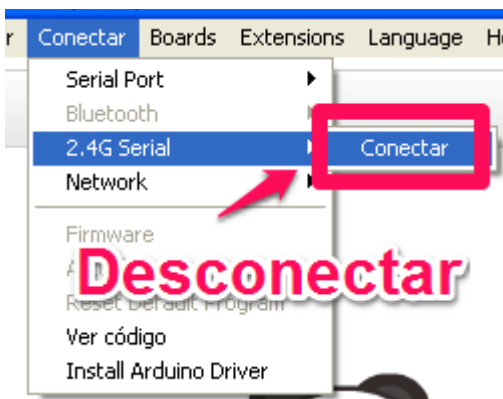 r Conectar Boards Extensions Language H
Serial Port
Bluetooth
2.4G Serial Conectar
Network
Firmware
Desconectar
Reset Default Program
Ver código
Install Arduino Driver